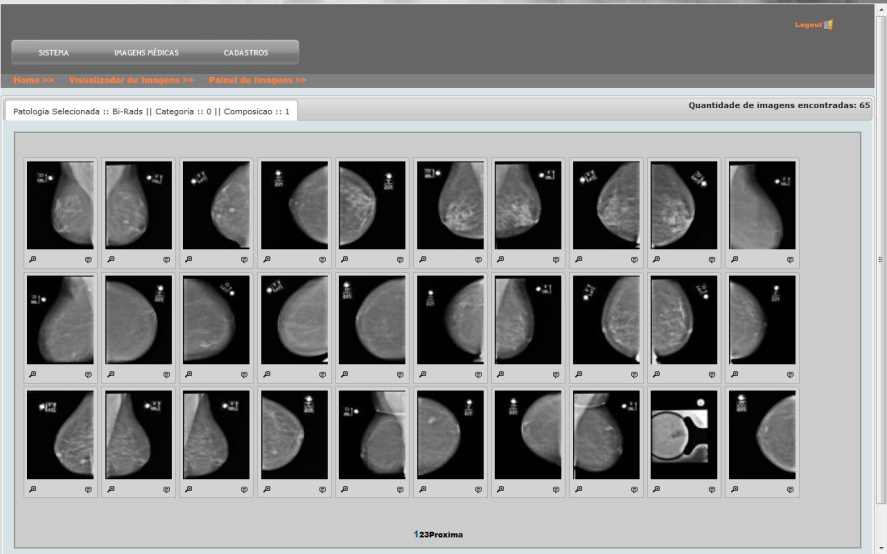 Logout
SISTEMA IMAGENS MÉDICAS CADASTROS
Home >> Visualizador de Imagens >> Painel de Imagens >>
Patologia Selecionada :: Bi-Rads || Categoria :: 0 || Composicao :: 1
Quantidade de imagens encontradas: 65
123Proxima